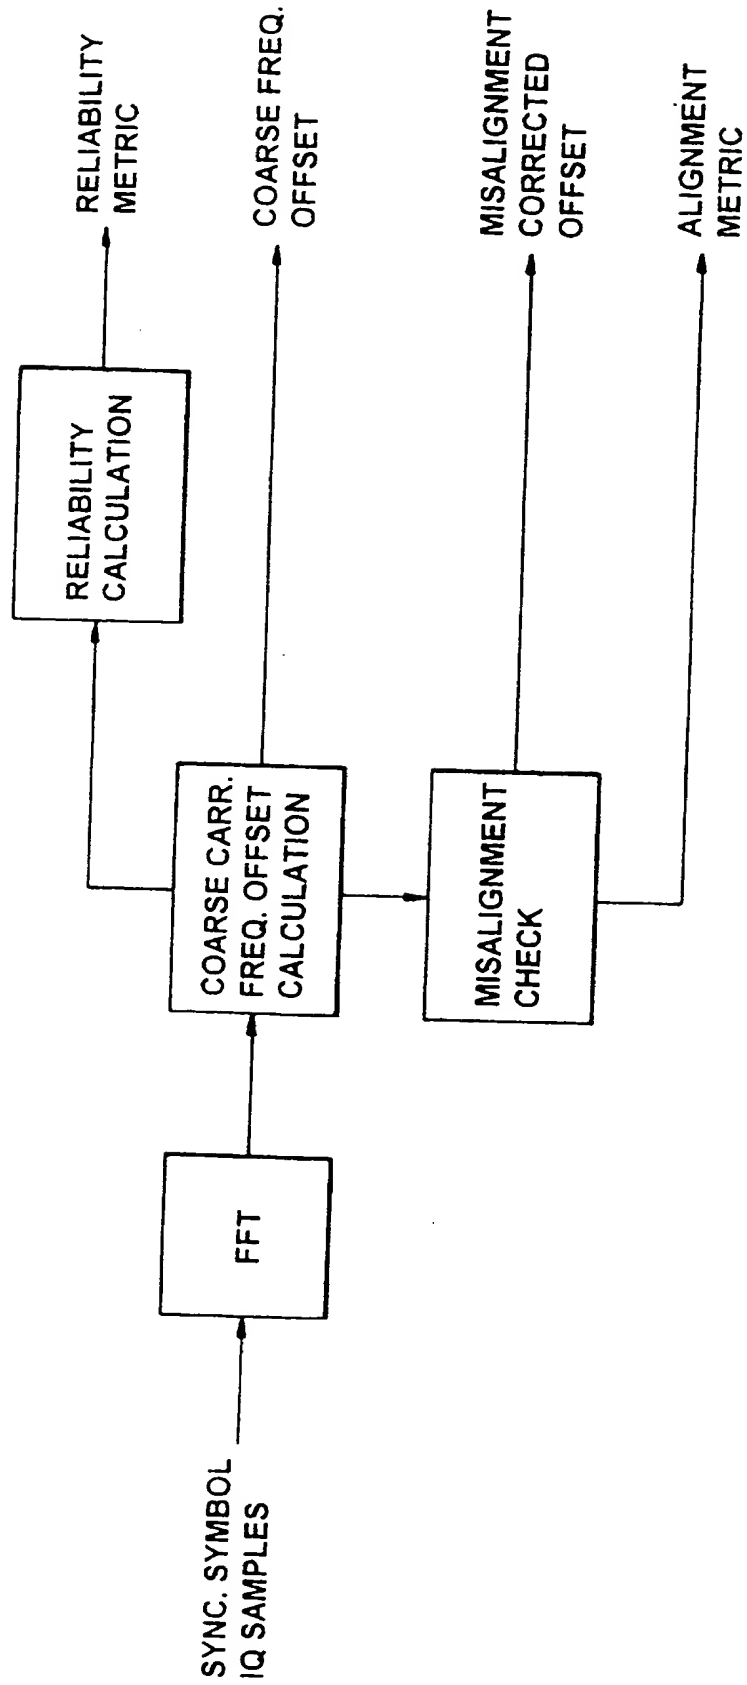 SYNC. SYMBOL
IQ SAMPLES
FFT
COARSE CARR.
FREQ. OFFSET
CALCULATION
RELIABILITY
CALCULATION
RELIABILITY
METRIC
COARSE FREQ.
OFFSET
MISALIGNMENT
CHECK
MISALIGNMENT
CORRECTED
OFFSET
ALIGNMENT
METRIC